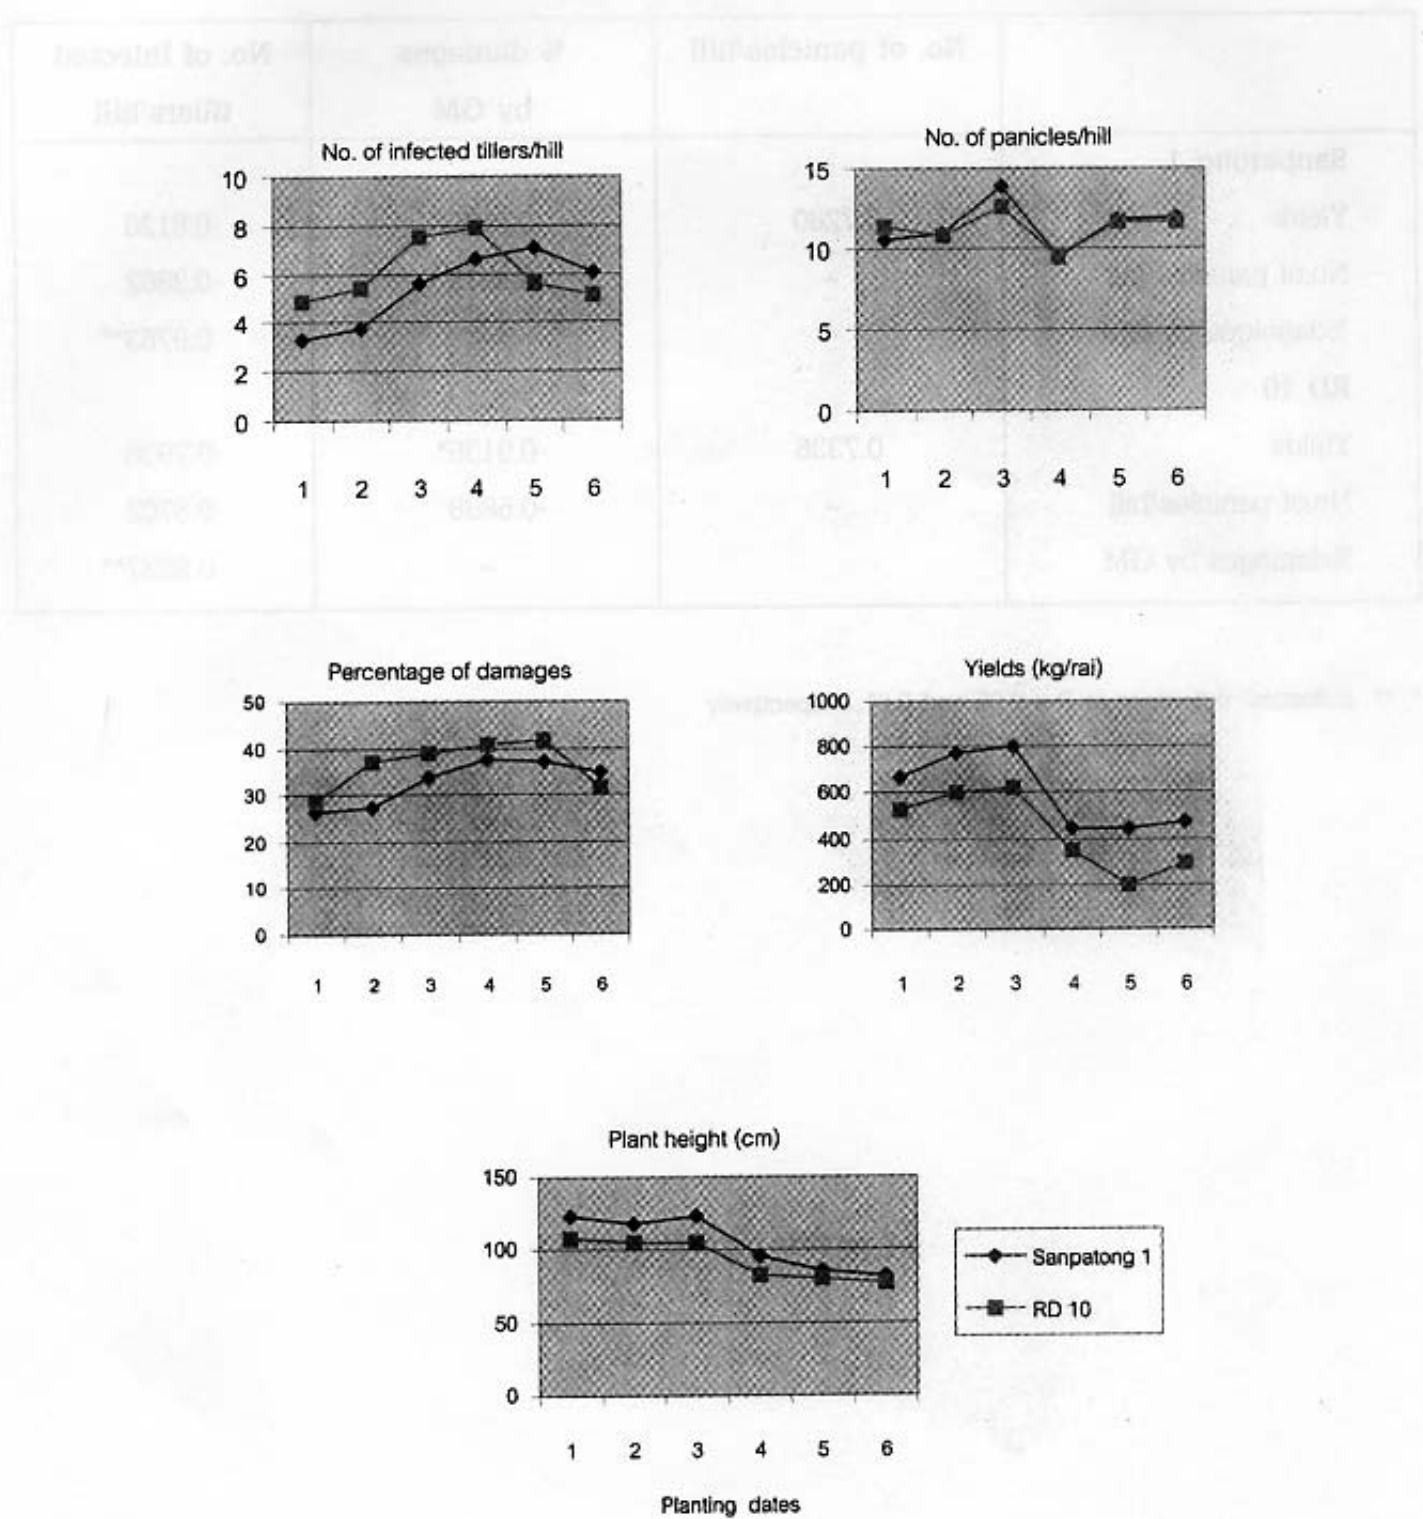 No. of infected tillers/hill
10
8
6
4
2
0
1 2 3 4 5 6
No. of panicles/hill
15
10
5
0
1 2 3 4 5 6
Percentage of damages
50
40
30
20
10
0
1 2 3 4 5 6
Yields (kg/rai)
1000
800
600
400
200
0
1 2 3 4 5 6
Plant height (cm)
150
100
50
0
1 2 3 4 5 6
Planting dates
Sanpatong 1
RD 10